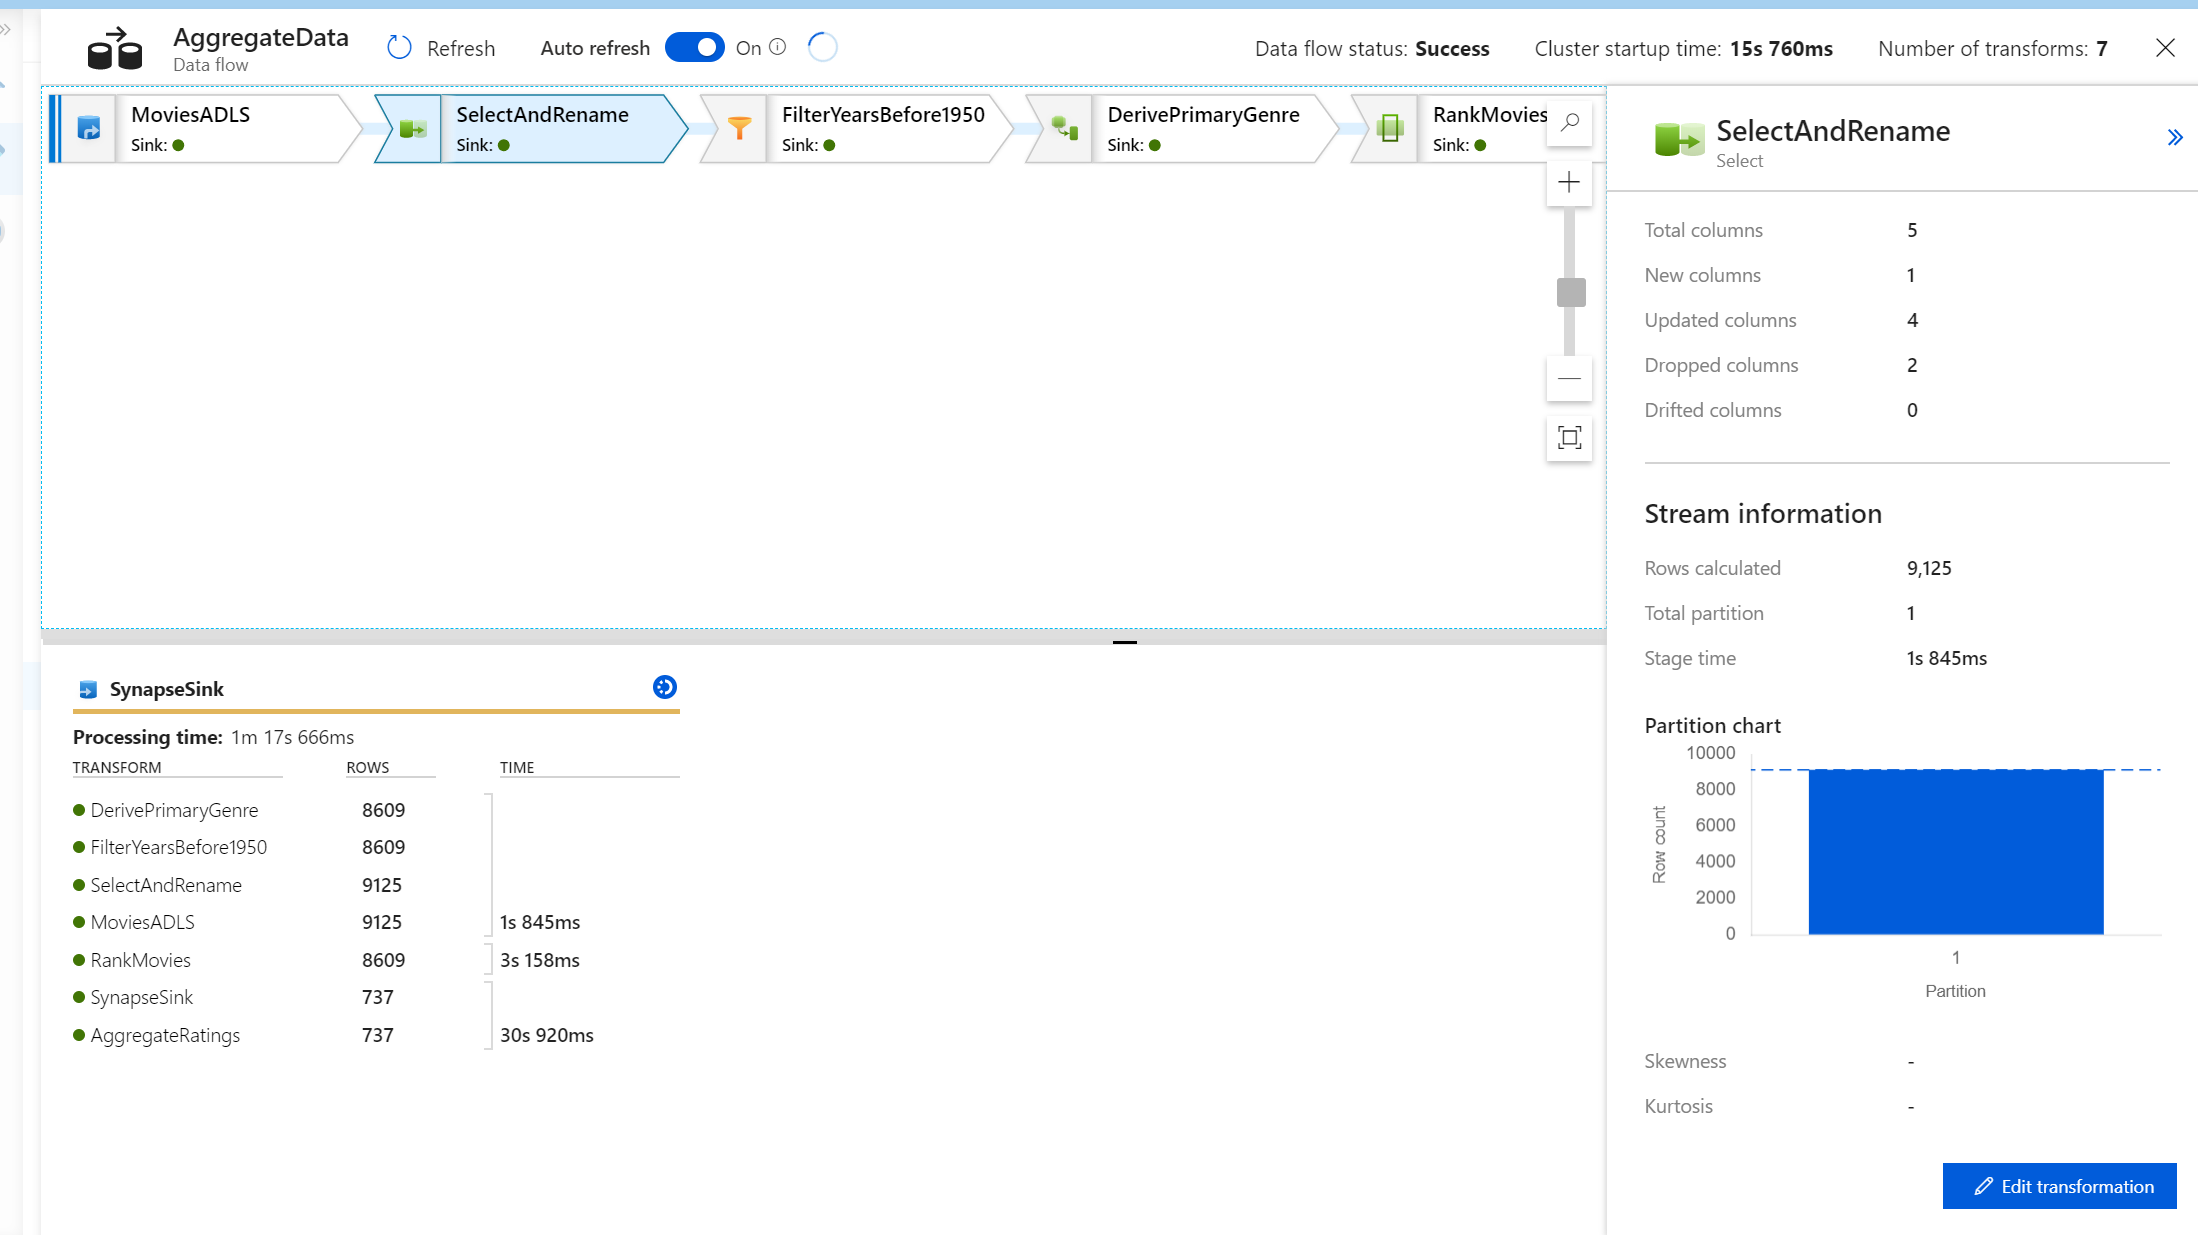 AggregateData
Data flow
Refresh
Auto refresh
On
Data flow status: Success
Cluster startup time: 15s 760ms
Number of transforms: 7
MoviesADLS
Sink:
SelectAndRename
Sink:
FilterYearsBefore1950
Sink:
DerivePrimaryGenre
Sink:
RankMovies
Sink:
SelectAndRename
Select
Total columns 5
New columns 1
Updated columns 4
Dropped columns 2
Drifted columns 0
Stream information
Rows calculated 9,125
Total partition 1
Stage time 1s 845ms
Partition chart
10000
8000
6000
4000
2000
0
Row count
1
Partition
Skewness -
Kurtosis -
Edit transformation
SynapseSink
Processing time: 1m 17s 666ms
TRANSFORM ROWS TIME
DerivePrimaryGenre 8609
FilterYearsBefore1950 8609
SelectAndRename 9125
MoviesADLS 9125 1s 845ms
RankMovies 8609 3s 158ms
SynapseSink 737
AggregateRatings 737 30s 920ms